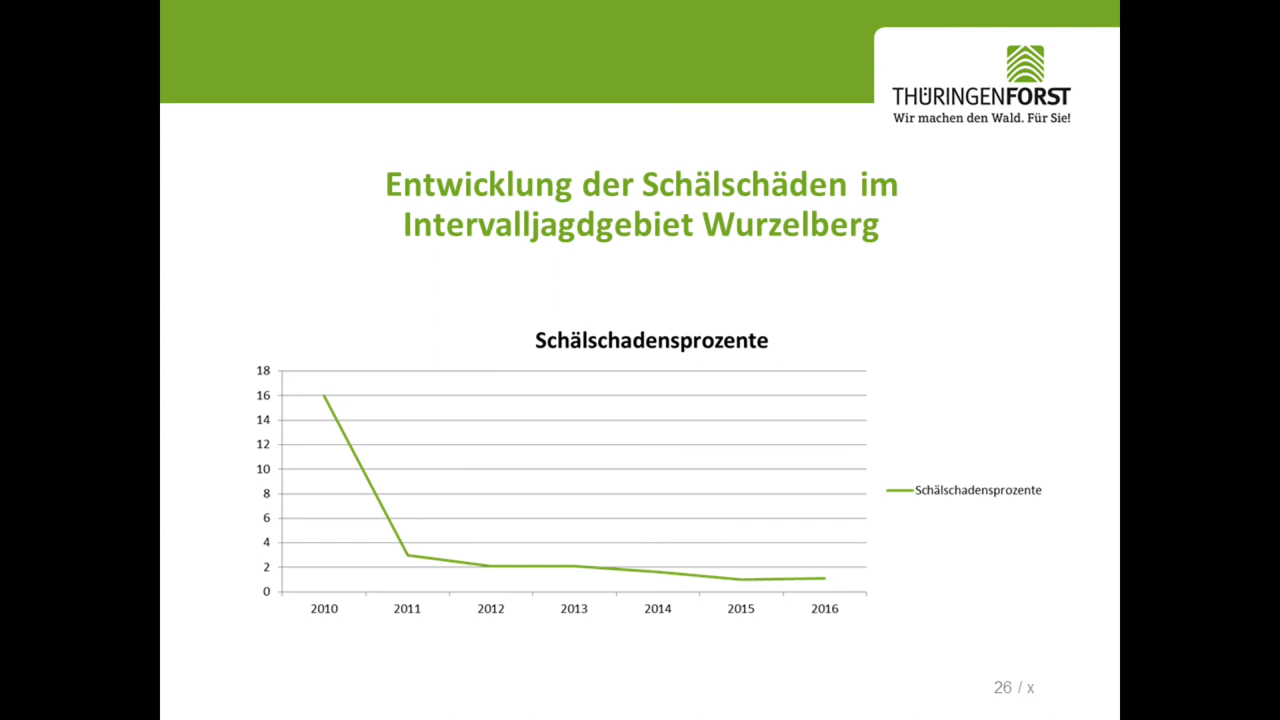 THÜRINGENFORST
Wir machen den Wald. Für Sie!
Entwicklung der Schälschäden im
Intervalljagdgebiet Wurzelberg
Schälschadensprozente
18
16
14
12
10
8
6
4
2
0
2010 2011 2012 2013 2014 2015 2016
Schälschadensprozente
26 / x